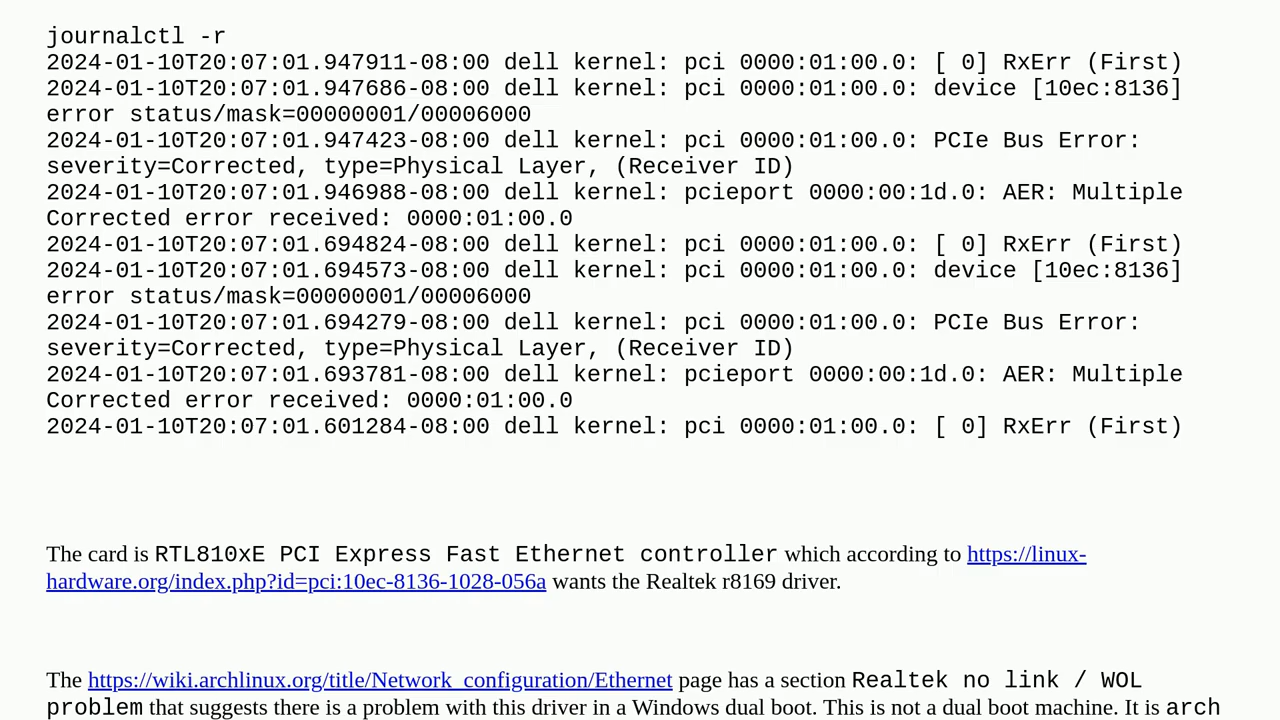 journalctl -r
2024-01-10T20:07:01.947911-08:00 dell kernel: pci 0000:01:00.0: [ 0] RxErr (First)
2024-01-10T20:07:01.947686-08:00 dell kernel: pci 0000:01:00.0: device [10ec:8136]
error status/mask=00000001/00006000
2024-01-10T20:07:01.947423-08:00 dell kernel: pci 0000:01:00.0: PCIe Bus Error:
severity=Corrected, type=Physical Layer, (Receiver ID)
2024-01-10T20:07:01.946988-08:00 dell kernel: pcieport 0000:00:1d.0: AER: Multiple
Corrected error received: 0000:01:00.0
2024-01-10T20:07:01.694824-08:00 dell kernel: pci 0000:01:00.0: [ 0] RxErr (First)
2024-01-10T20:07:01.694573-08:00 dell kernel: pci 0000:01:00.0: device [10ec:8136]
error status/mask=00000001/00006000
2024-01-10T20:07:01.694279-08:00 dell kernel: pci 0000:01:00.0: PCIe Bus Error:
severity=Corrected, type=Physical Layer, (Receiver ID)
2024-01-10T20:07:01.693781-08:00 dell kernel: pcieport 0000:00:1d.0: AER: Multiple
Corrected error received: 0000:01:00.0
2024-01-10T20:07:01.601284-08:00 dell kernel: pci 0000:01:00.0: [ 0] RxErr (First)
The card is RTL810xE PCI Express Fast Ethernet controller which according to https://linux-
hardware.org/index.php?id=pci:10ec-8136-1028-056a wants the Realtek r8169 driver.
The https://wiki.archlinux.org/title/Network_configuration/Ethernet page has a section Realtek no link / WOL
problem that suggests there is a problem with this driver in a Windows dual boot. This is not a dual boot machine. It is arch